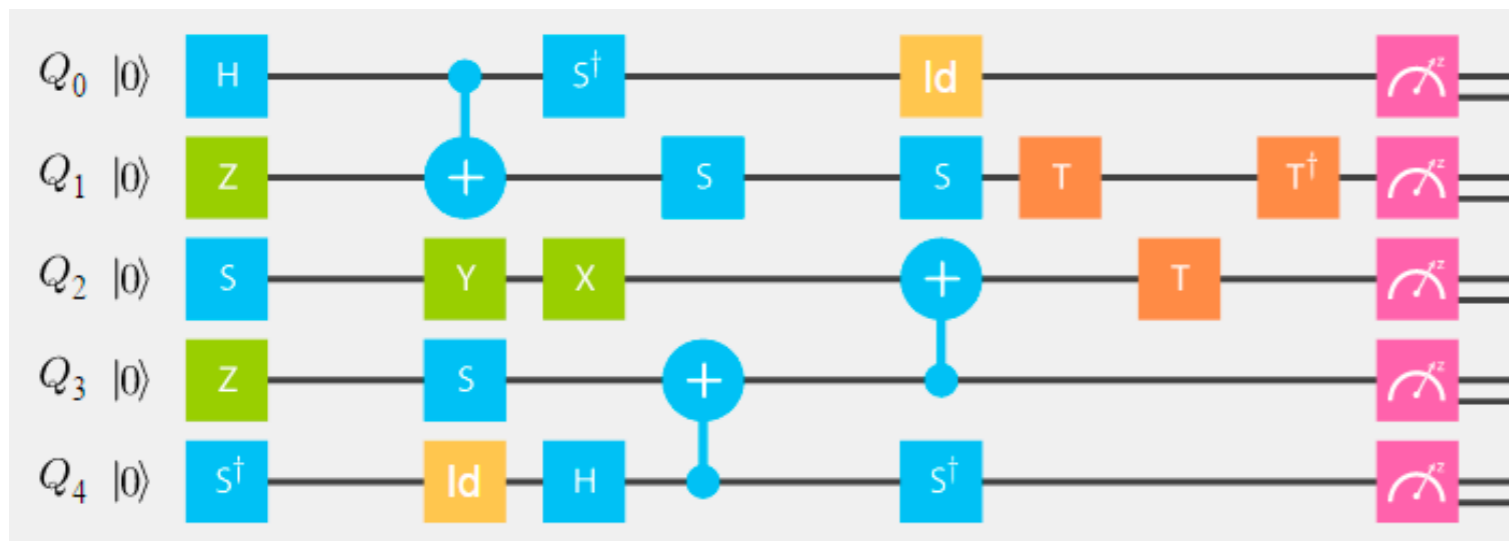 Q0 |0⟩ H S† Id z
Q1 |0⟩ Z + S S T T† z
Q2 |0⟩ S Y X + T z
Q3 |0⟩ Z S + z
Q4 |0⟩ S† Id H S† z